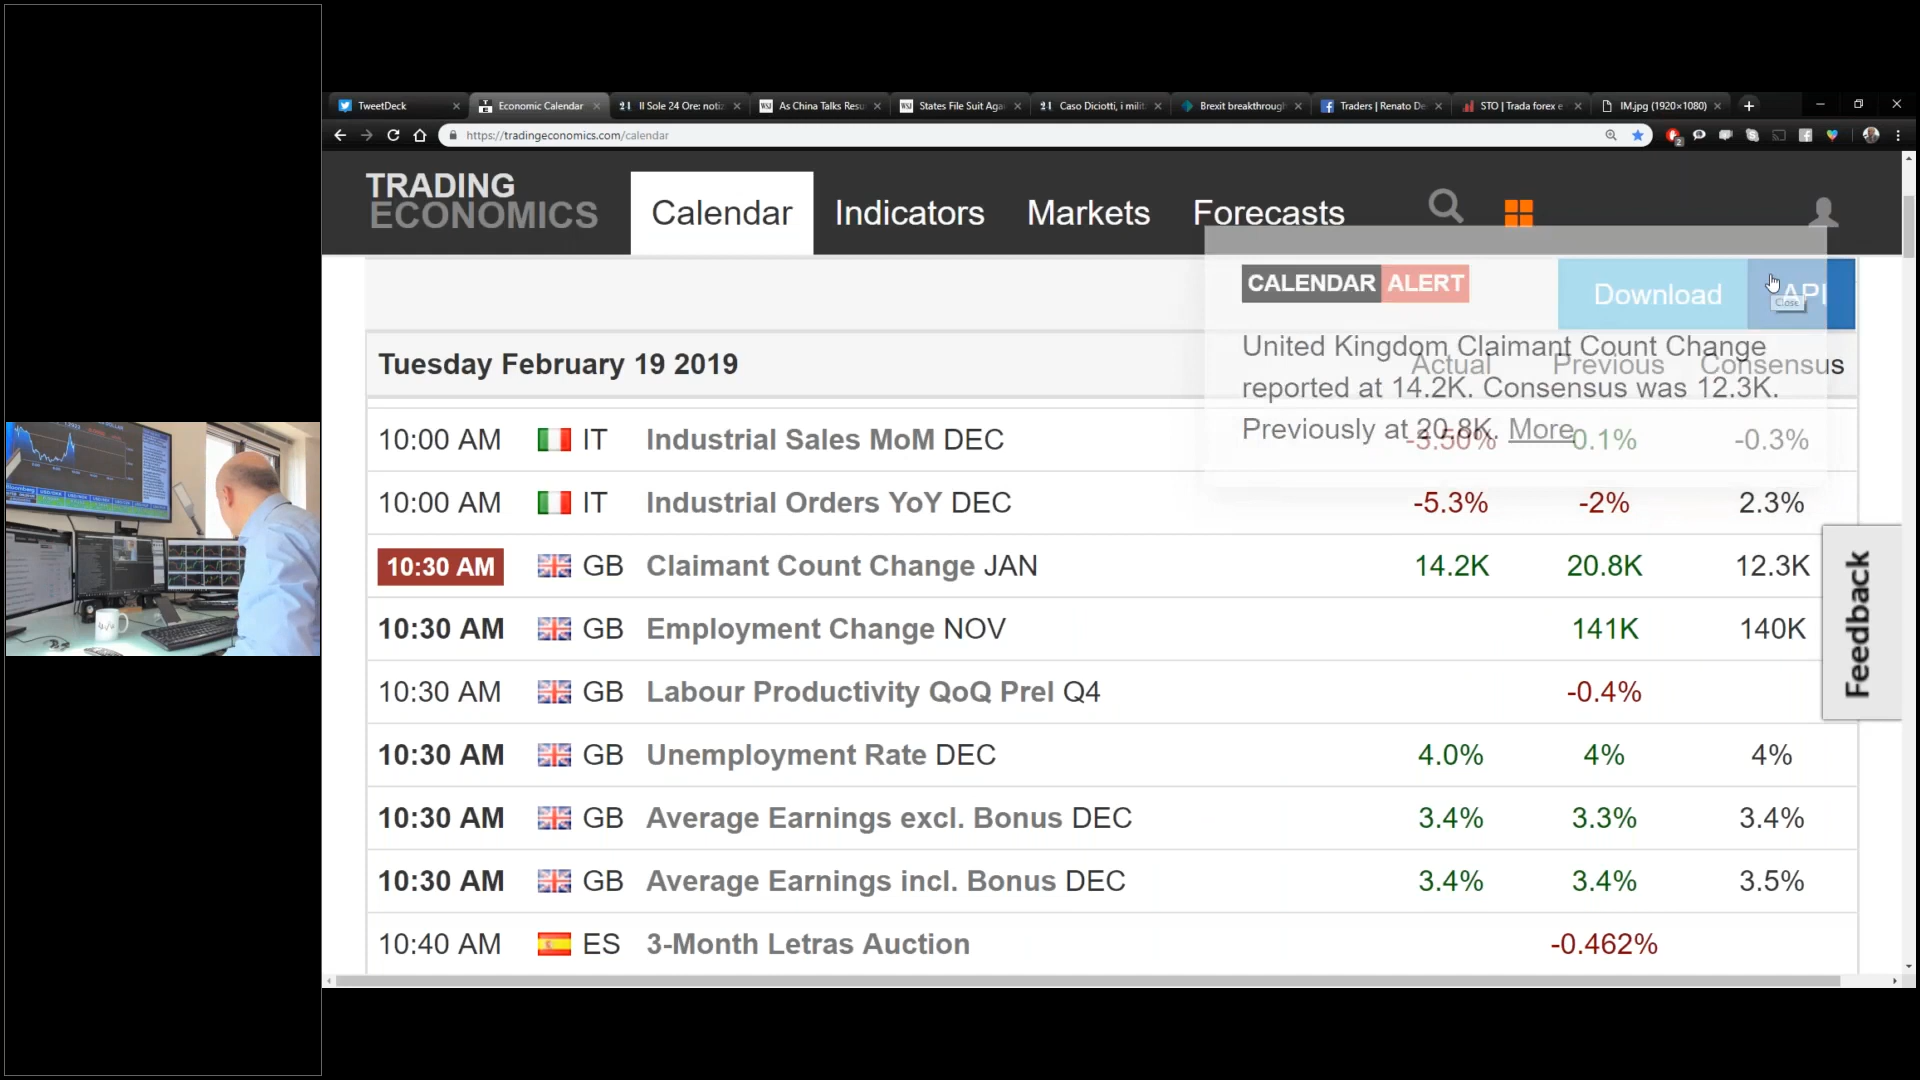 TweetDeck
Economic Calendar
Il Sole 24 Ore: noti
As China Talks Resu
States File Suit Aga
Caso Diciotti, i milit
Brexit breakthrough
Traders | Renato De
STO | Trada forex e
IM.jpg (1920×1080)
https://tradingeconomics.com/calendar
TRADING
ECONOMICS
Calendar Indicators Markets Forecasts
CALENDAR ALERT
Download API
Close
United Kingdom Claimant Count Change
reported at 14.2K. Consensus was 12.3K.
Previously at 20.8K. More
Tuesday February 19 2019 Actual Previous Consensus
10:00 AM IT Industrial Sales MoM DEC -3.50% 0.1% -0.3%
10:00 AM IT Industrial Orders YoY DEC -5.3% -2% 2.3%
10:30 AM GB Claimant Count Change JAN 14.2K 20.8K 12.3K
10:30 AM GB Employment Change NOV 141K 140K
10:30 AM GB Labour Productivity QoQ Prel Q4 -0.4%
10:30 AM GB Unemployment Rate DEC 4.0% 4% 4%
10:30 AM GB Average Earnings excl. Bonus DEC 3.4% 3.3% 3.4%
10:30 AM GB Average Earnings incl. Bonus DEC 3.4% 3.4% 3.5%
10:40 AM ES 3-Month Letras Auction -0.462%
Feedback